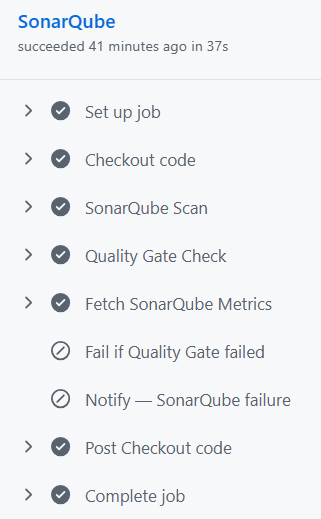 SonarQube
succeeded 41 minutes ago in 37s
Set up job
Checkout code
SonarQube Scan
Quality Gate Check
Fetch SonarQube Metrics
Fail if Quality Gate failed
Notify — SonarQube failure
Post Checkout code
Complete job